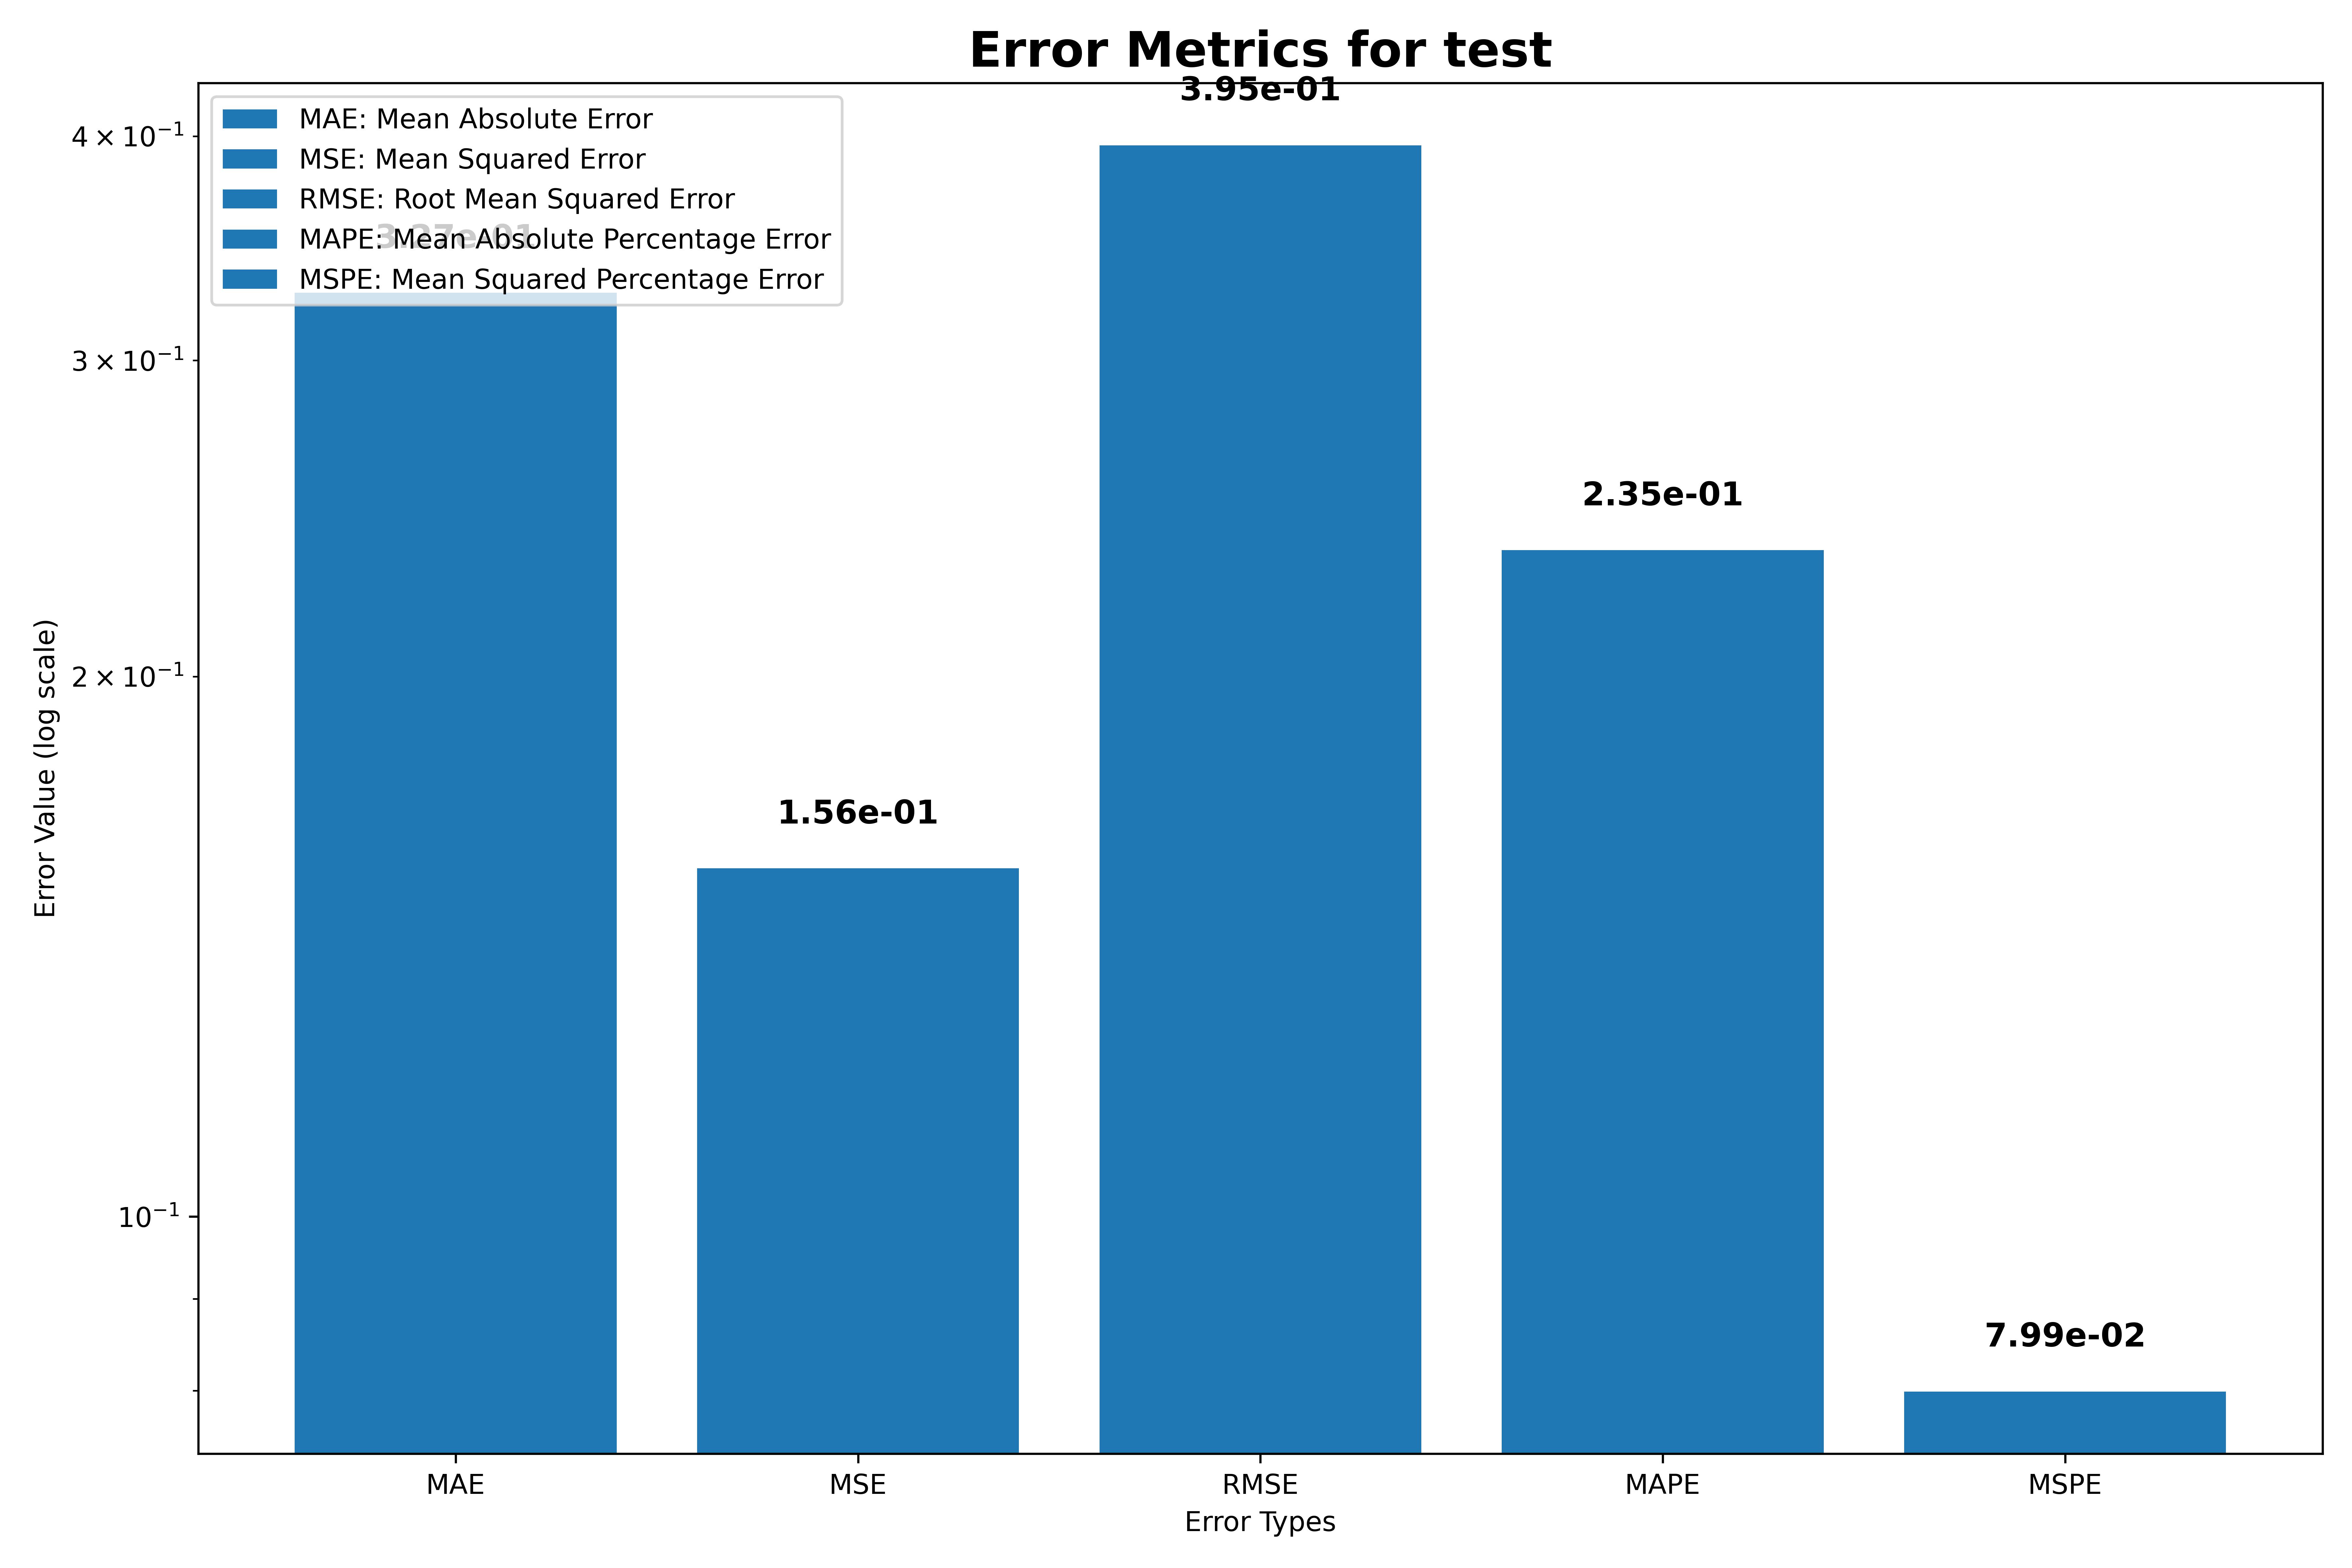 Error Metrics for test
3.95e-01
MAE: Mean Absolute Error
MSE: Mean Squared Error
RMSE: Root Mean Squared Error
MAPE: Mean Absolute Percentage Error
MSPE: Mean Squared Percentage Error
3.27e-01
2.35e-01
1.56e-01
7.99e-02
4 × 10⁻¹
3 × 10⁻¹
2 × 10⁻¹
10⁻¹
Error Value (log scale)
MAE MSE RMSE MAPE MSPE
Error Types